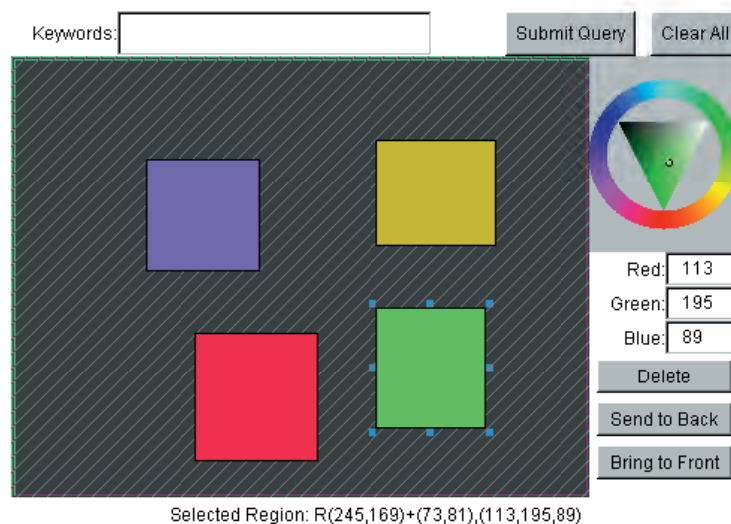 Keywords: Submit Query Clear All
Red: 113
Green: 195
Blue: 89
Delete
Send to Back
Bring to Front
Selected Region: R(245,169)+(73,81),(113,195,89)